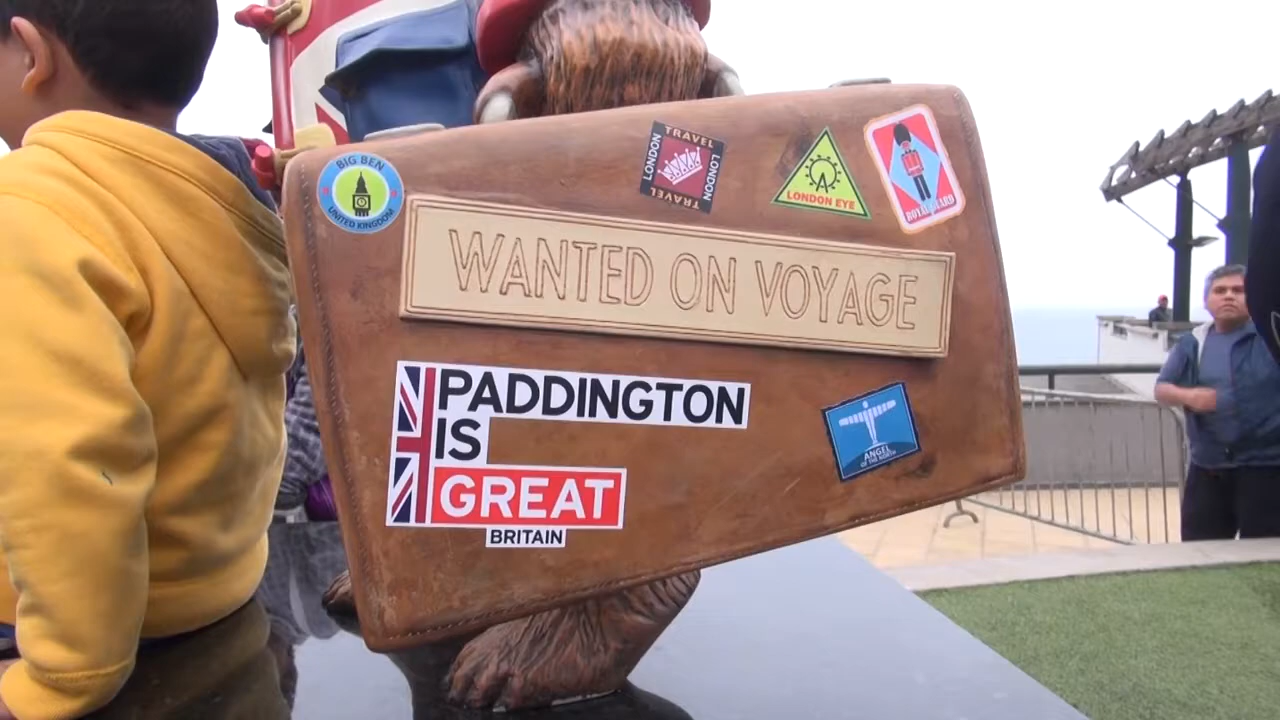 BIG BEN
UNITED KINGDOM
TRAVEL
LONDON
LONDON
TRAVEL
LONDON EYE
ROYAL GUARD
WANTED ON VOYAGE
PADDINGTON
IS
GREAT
BRITAIN
ANGEL
OF THE NORTH